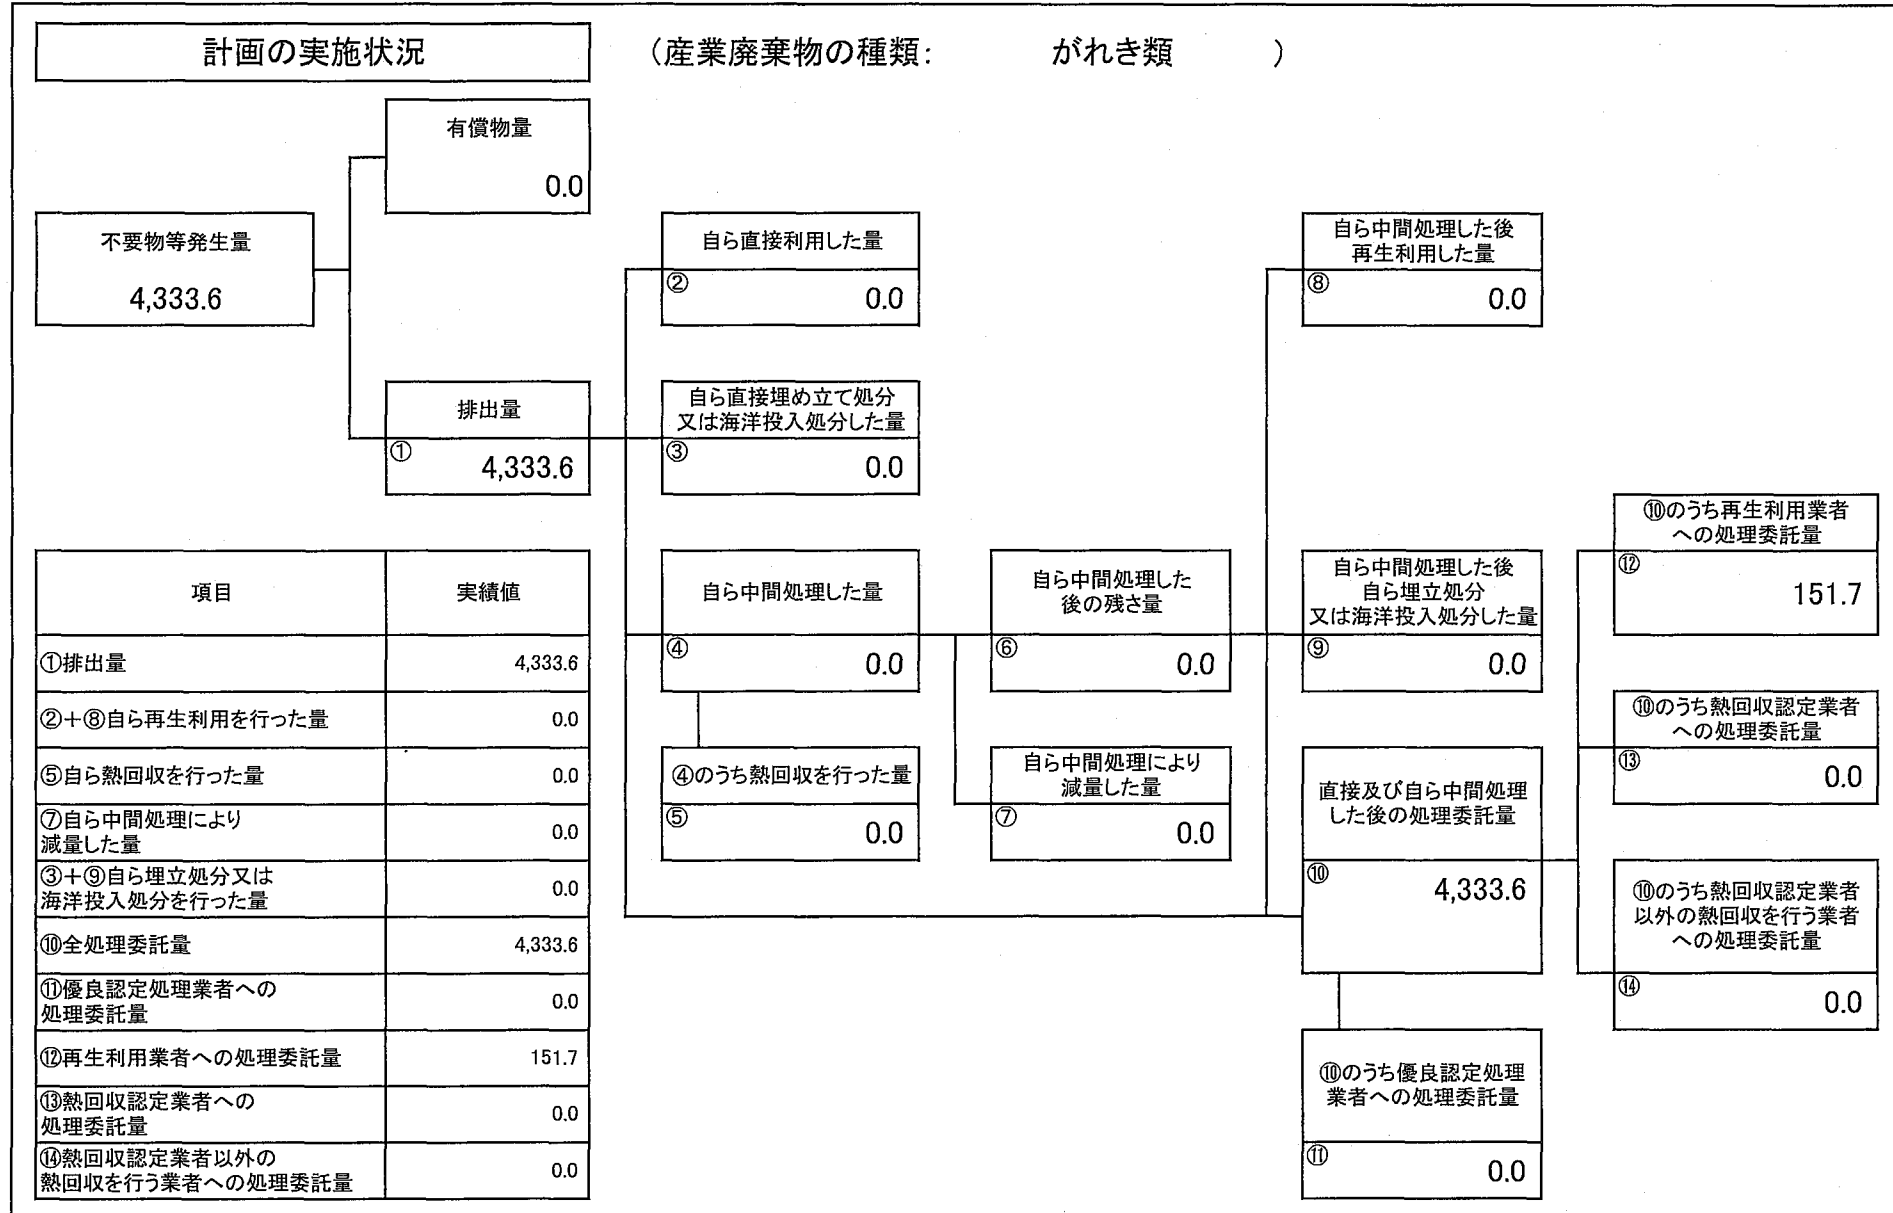 計画の実施状況
（産業廃棄物の種類： がれき類 ）
有償物量
0.0
不要物等発生量
4,333.6
排出量
①
4,333.6
自ら直接利用した量
②
0.0
自ら直接埋め立て処分
又は海洋投入処分した量
③
0.0
自ら中間処理した量
④
0.0
④のうち熱回収を行った量
⑤
0.0
自ら中間処理した
後の残さ量
⑥
0.0
自ら中間処理により
減量した量
⑦
0.0
自ら中間処理した後
再生利用した量
⑧
0.0
自ら中間処理した後
自ら埋立処分
又は海洋投入処分した量
⑨
0.0
直接及び自ら中間処理
した後の処理委託量
⑩
4,333.6
⑩のうち優良認定処理
業者への処理委託量
⑪
0.0
⑩のうち再生利用業者
への処理委託量
⑫
151.7
⑩のうち熱回収認定業者
への処理委託量
⑬
0.0
⑩のうち熱回収認定業者
以外の熱回収を行う業者
への処理委託量
⑭
0.0
項目 実績値
①排出量 4,333.6
②＋⑧自ら再生利用を行った量 0.0
⑤自ら熱回収を行った量 0.0
⑦自ら中間処理により
減量した量 0.0
③＋⑨自ら埋立処分又は
海洋投入処分を行った量 0.0
⑩全処理委託量 4,333.6
⑪優良認定処理業者への
処理委託量 0.0
⑫再生利用業者への処理委託量 151.7
⑬熱回収認定業者への
処理委託量 0.0
⑭熱回収認定業者以外の
熱回収を行う業者への処理委託量 0.0